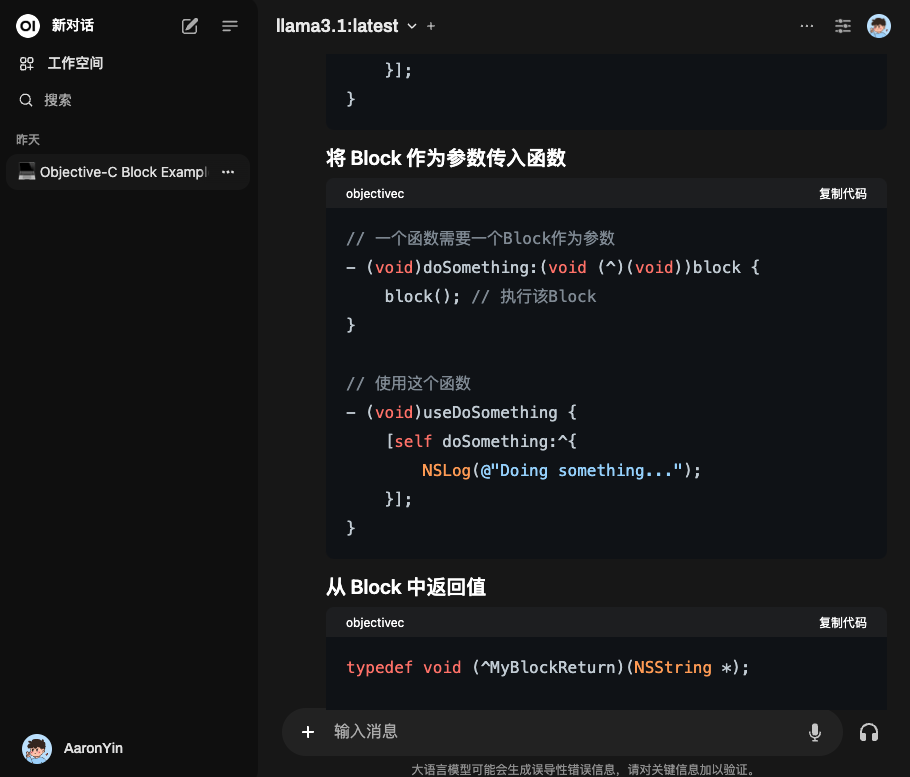 OI
新对话
工作空间
搜索
昨天
Objective-C Block Exampl
AaronYin
llama3.1:latest
    }];
}
将 Block 作为参数传入函数
objectivec
复制代码
// 一个函数需要一个Block作为参数
- (void)doSomething:(void (^)(void))block {
    block(); // 执行该Block
}
// 使用这个函数
- (void)useDoSomething {
    [self doSomething:^{
        NSLog(@"Doing something...");
    }];
}
从 Block 中返回值
objectivec
复制代码
typedef void (^MyBlockReturn)(NSString *);
输入消息
大语言模型可能会生成误导性错误信息，请对关键信息加以验证。